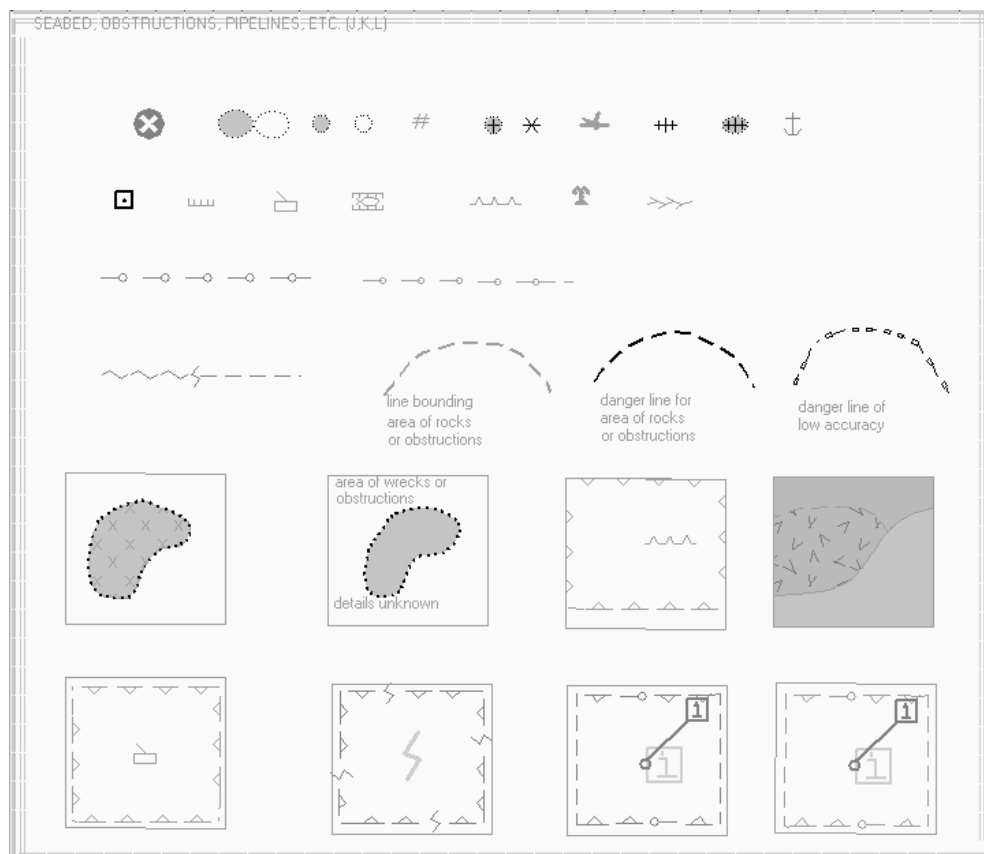 SEABED, OBSTRUCTIONS, PIPELINES, ETC. (J,K,L)
line bounding
area of rocks
or obstructions
danger line for
area of rocks
or obstructions
danger line of
low accuracy
area of wrecks or
obstructions
details unknown
i
i
i
i